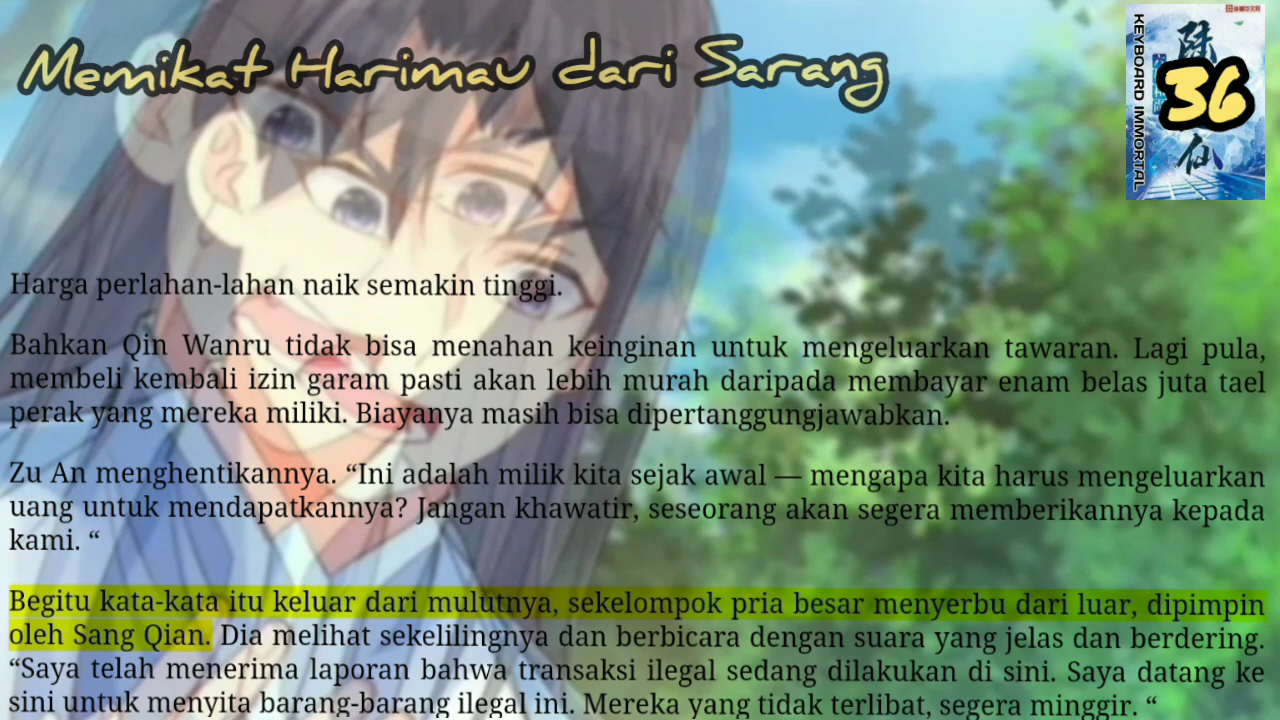 Memikat Harimau dari Sarang
KEYBOARD IMMORTAL
陸
36
仙
Harga perlahan-lahan naik semakin tinggi.
Bahkan Qin Wanru tidak bisa menahan keinginan untuk mengeluarkan tawaran. Lagi pula,
membeli kembali izin garam pasti akan lebih murah daripada membayar enam belas juta tael
perak yang mereka miliki. Biayanya masih bisa dipertanggungjawabkan.
Zu An menghentikannya. “Ini adalah milik kita sejak awal — mengapa kita harus mengeluarkan
uang untuk mendapatkannya? Jangan khawatir, seseorang akan segera memberikannya kepada
kami. “
Begitu kata-kata itu keluar dari mulutnya, sekelompok pria besar menyerbu dari luar, dipimpin
oleh Sang Qian. Dia melihat sekelilingnya dan berbicara dengan suara yang jelas dan berdering.
“Saya telah menerima laporan bahwa transaksi ilegal sedang dilakukan di sini. Saya datang ke
sini untuk menyita barang-barang ilegal ini. Mereka yang tidak terlibat, segera minggir. “